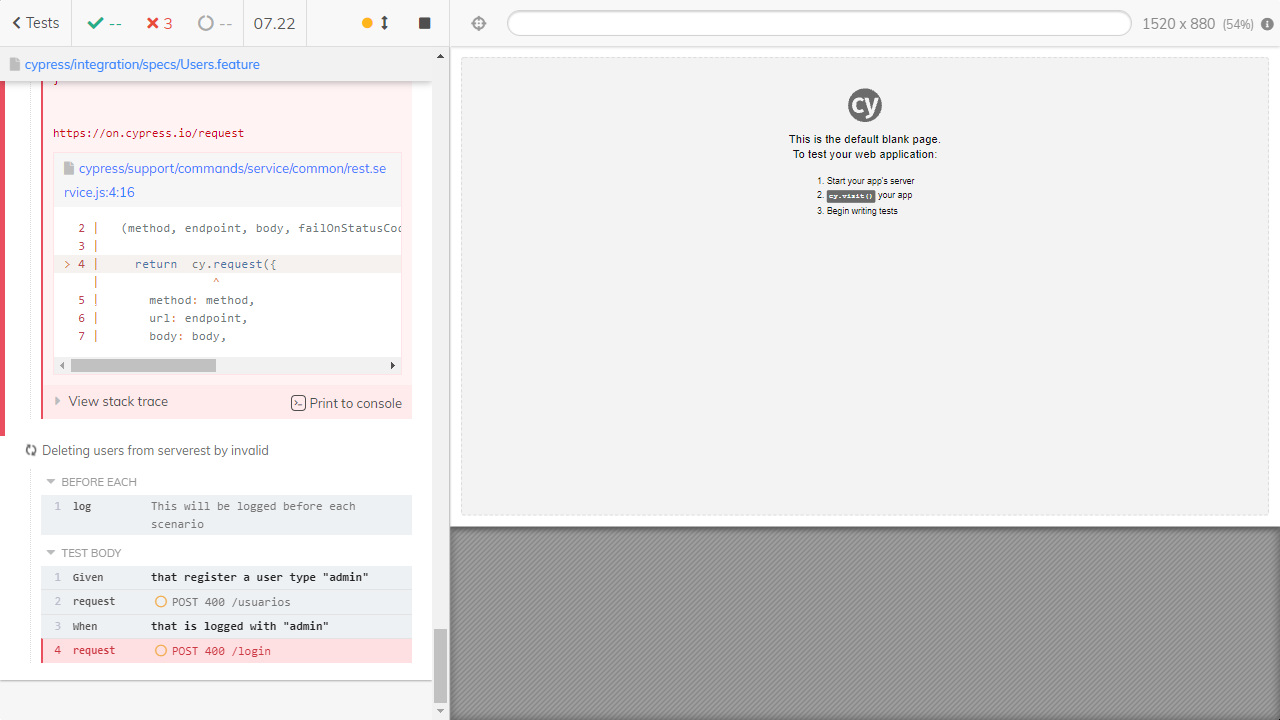 Tests
--
3
--
07.22
1520 x 880 (54%)
cypress/integration/specs/Users.feature
https://on.cypress.io/request
cypress/support/commands/service/common/rest.se
rvice.js:4:16
2 | (method, endpoint, body, failOnStatusCoc
3 |
> 4 | return cy.request({
| ^
5 | method: method,
6 | url: endpoint,
7 | body: body,
View stack trace
Print to console
Deleting users from serverest by invalid
BEFORE EACH
1 log This will be logged before each
scenario
TEST BODY
1 Given that register a user type "admin"
2 request POST 400 /usuarios
3 When that is logged with "admin"
4 request POST 400 /login
cy
This is the default blank page.
To test your web application:
1. Start your app's server
2. cy.visit() your app
3. Begin writing tests